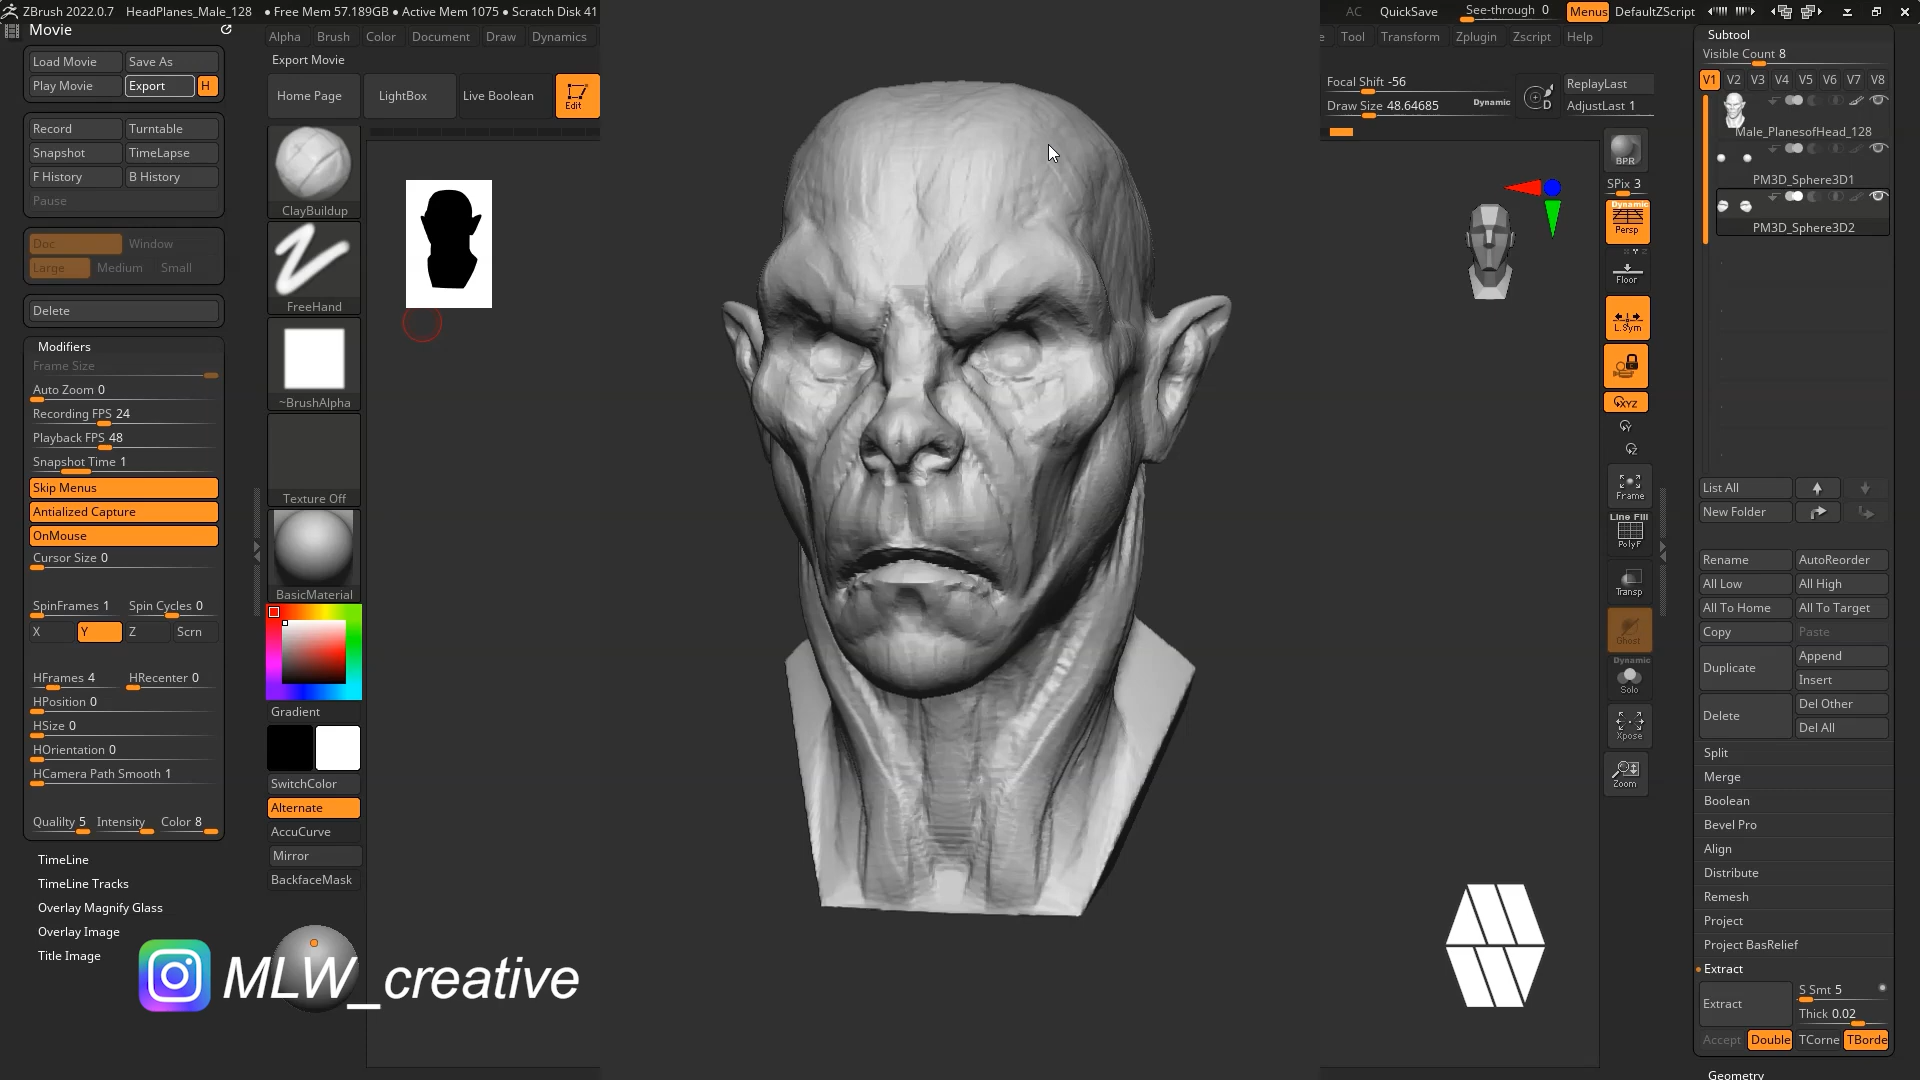 ZBrush 2022.0.7 HeadPlanes_Male_128 ● Free Mem 57.189GB ● Active Mem 1075 ● Scratch Disk 41
AC QuickSave See-through 0 Menus DefaultZScript
Movie
Alpha Brush Color Document Draw Dynamics
Tool Transform Zplugin Zscript Help
Export Movie
Load Movie Save As
Play Movie Export H
Home Page LightBox Live Boolean Edit
Focal Shift -56
Draw Size 48.64685 Dynamic
D
ReplayLast
AdjustLast 1
Record Turntable
Snapshot TimeLapse
F History B History
Pause
Doc Window
Large Medium Small
Delete
Modifiers
Frame Size
Auto Zoom 0
Recording FPS 24
Playback FPS 48
Snapshot Time 1
Skip Menus
Antialized Capture
OnMouse
Cursor Size 0
SpinFrames 1 Spin Cycles 0
X Y Z Scrn
HFrames 4 HRecenter 0
HPosition 0
HSize 0
HOrientation 0
HCamera Path Smooth 1
Qualilty 5 Intensity Color 8
TimeLine
TimeLine Tracks
Overlay Magnify Glass
Overlay Image
Title Image
ClayBuildup
FreeHand
~BrushAlpha
Texture Off
BasicMaterial
Gradient
SwitchColor
Alternate
AccuCurve
Mirror
BackfaceMask
MLW_creative
BPR
SPix 3
Dynamic
Persp
Floor
L.Sym
XYZ
Y
Z
Frame
Line Fill
PolyF
Transp
Ghost
Dynamic
Solo
Xpose
Zoom
Subtool
Visible Count 8
V1 V2 V3 V4 V5 V6 V7 V8
Male_PlanesofHead_128
PM3D_Sphere3D1
PM3D_Sphere3D2
List All
New Folder
Rename AutoReorder
All Low All High
All To Home All To Target
Copy Paste
Duplicate Append
Insert
Delete Del Other
Del All
Split
Merge
Boolean
Bevel Pro
Align
Distribute
Remesh
Project
Project BasRelief
Extract
Extract S Smt 5
Thick 0.02
Accept Double TCorne TBorde
Geometry